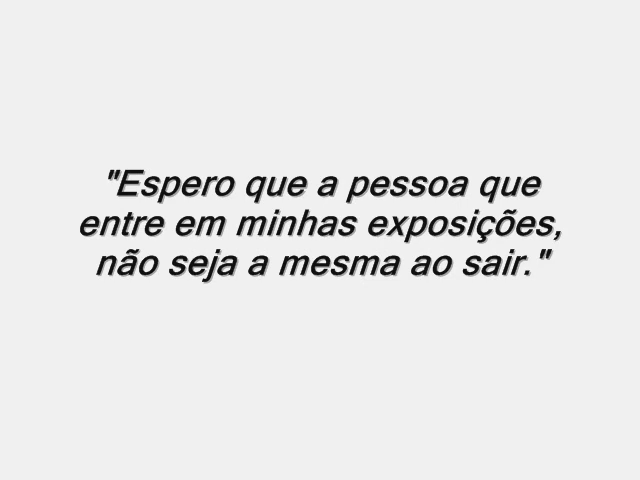 "Espero que a pessoa que
entre em minhas exposições,
não seja a mesma ao sair."